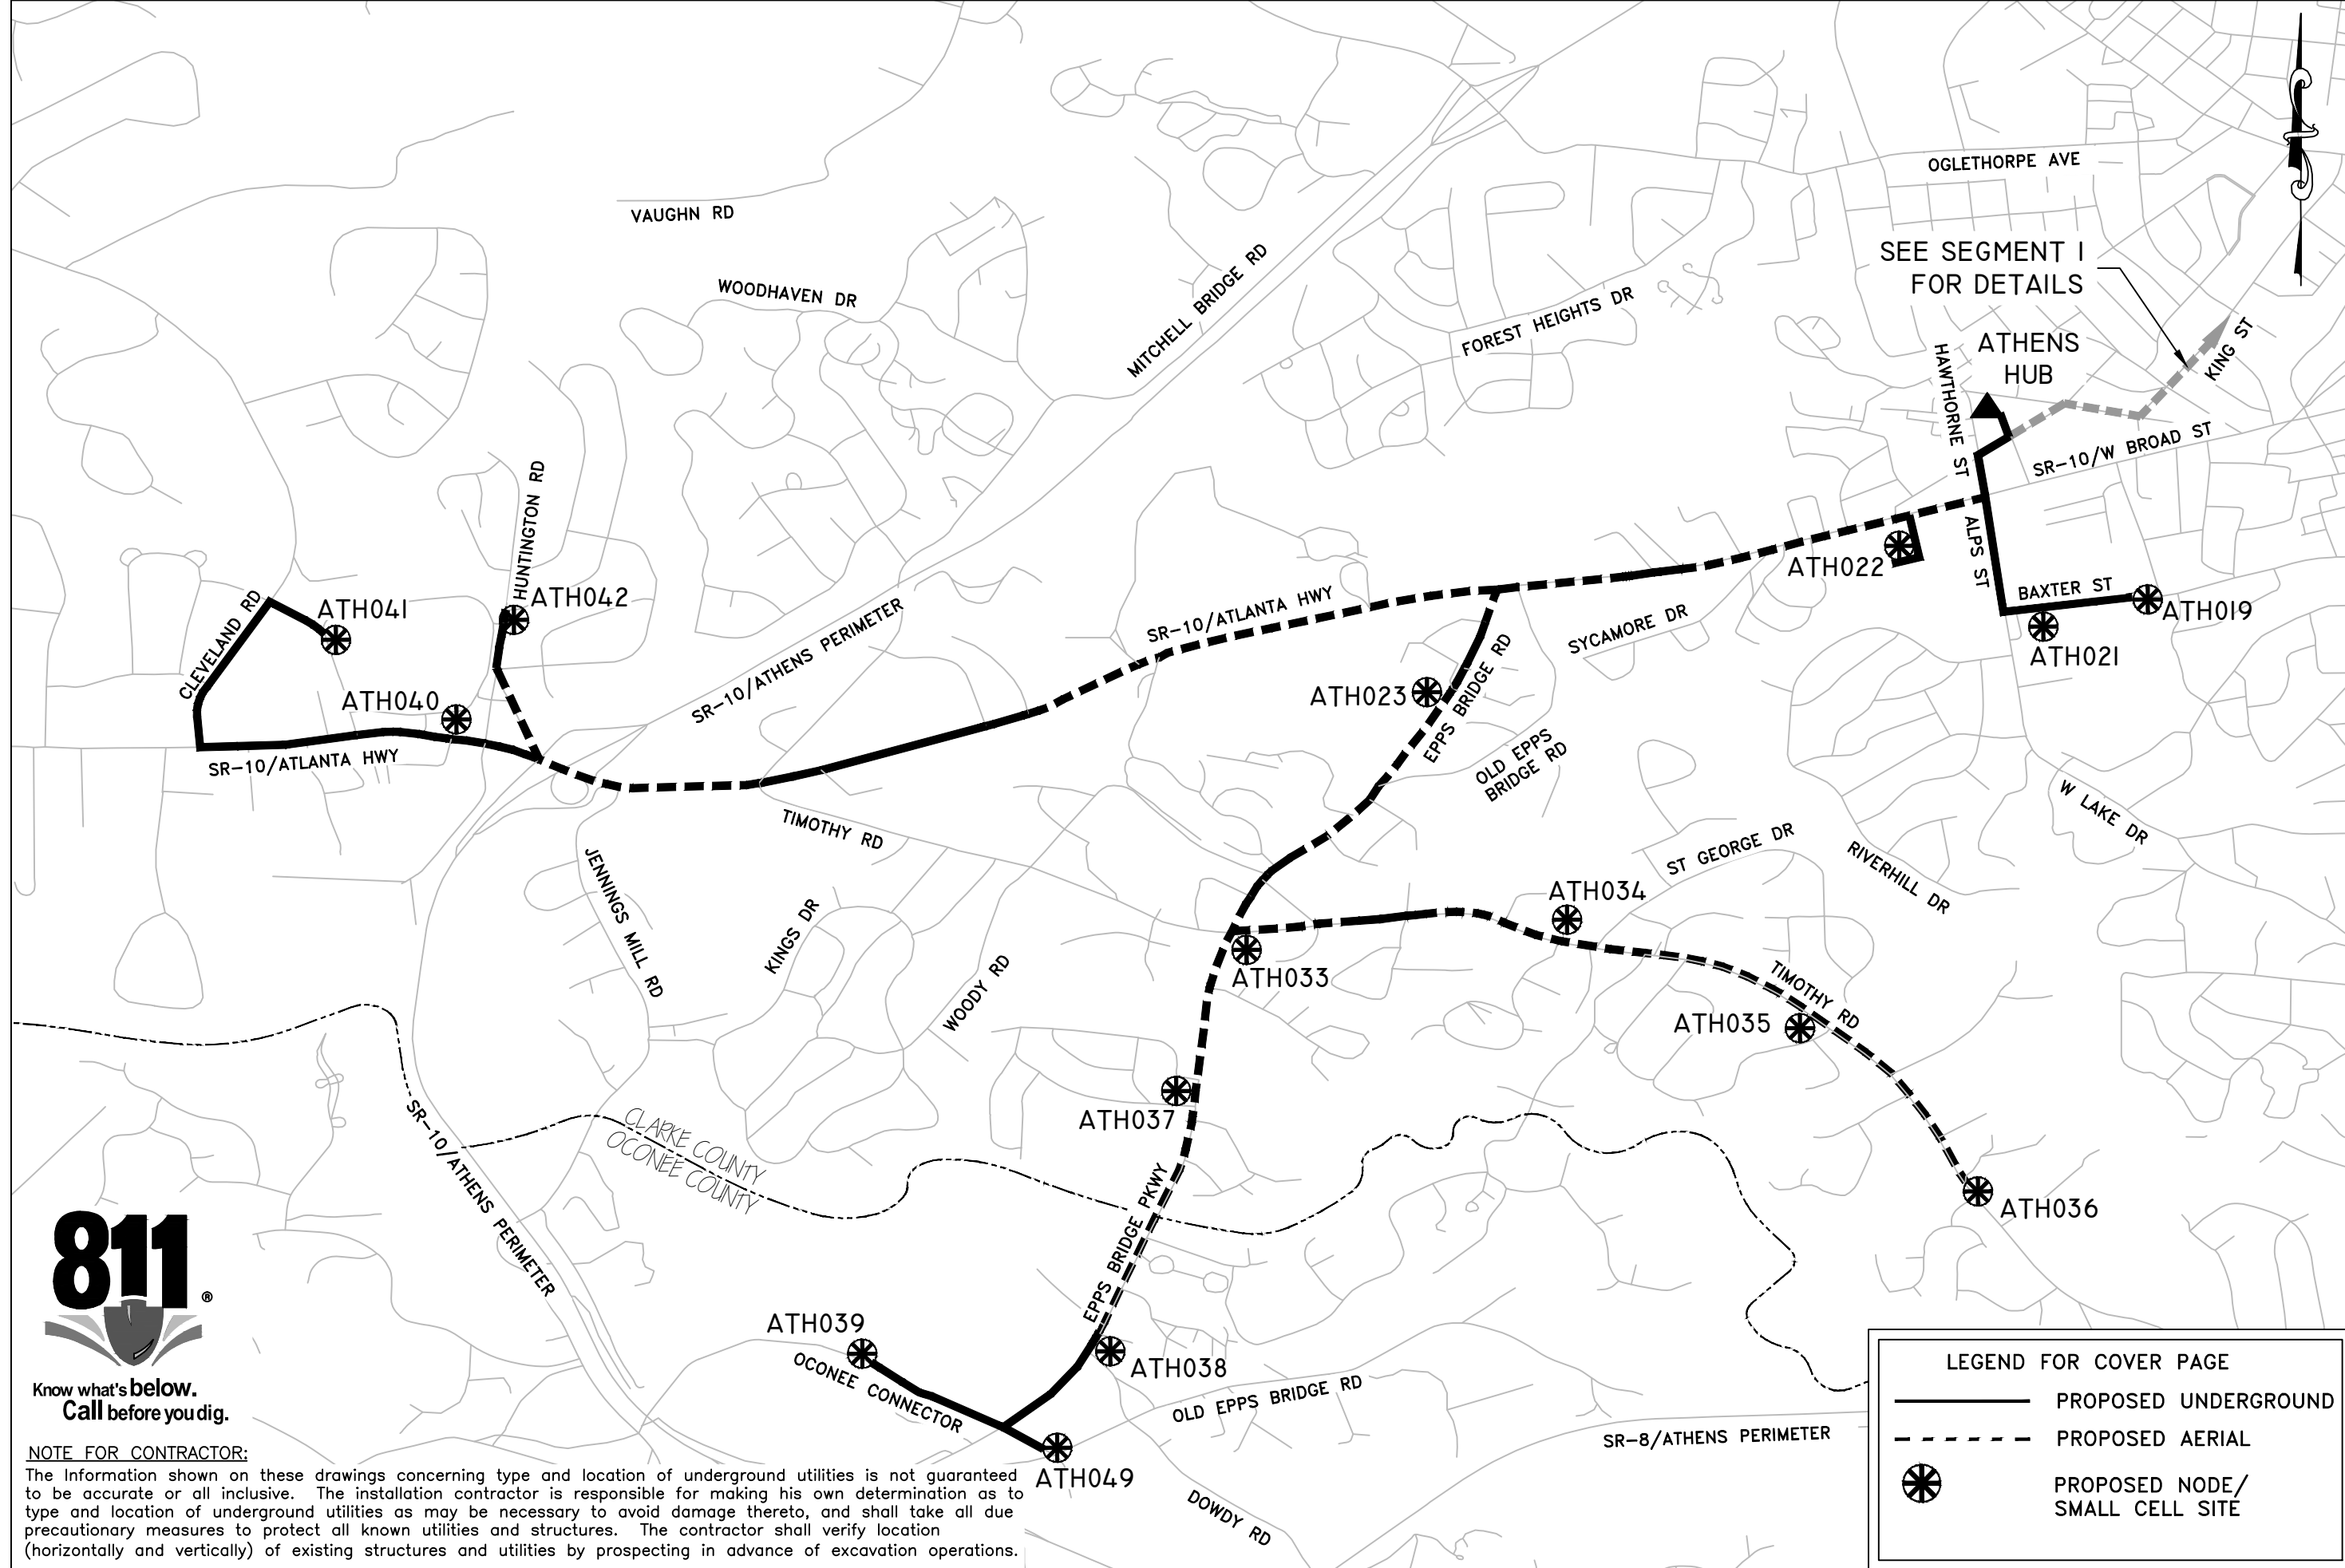 OGLETHORPE AVE
VAUGHN RD
SEE SEGMENT 1
FOR DETAILS
WOODHAVEN DR
MITCHELL BRIDGE RD
FOREST HEIGHTS DR
ATHENS
HUB
HAWTHORNE ST
KING ST
SR-10/W BROAD ST
HUNTINGTON RD
ALPS ST
ATH022
BAXTER ST
ATH019
ATH021
ATH041
ATH042
CLEVELAND RD
ATH040
SR-10/ATLANTA HWY
SR-10/ATHENS PERIMETER
SR-10/ATLANTA HWY
SYCAMORE DR
ATH023
EPPS BRIDGE RD
OLD EPPS
BRIDGE RD
W LAKE DR
TIMOTHY RD
JENNINGS MILL RD
KINGS DR
WOODY RD
ST GEORGE DR
RIVERHILL DR
ATH034
ATH033
TIMOTHY RD
ATH035
ATH037
ATH036
CLARKE COUNTY
OCONEE COUNTY
SR-10/ATHENS PERIMETER
EPPS BRIDGE PKWY
ATH039
OCONEE CONNECTOR
ATH038
OLD EPPS BRIDGE RD
ATH049
DOWDY RD
SR-8/ATHENS PERIMETER
811®
Know what's below.
Call before you dig.
NOTE FOR CONTRACTOR:
The Information shown on these drawings concerning type and location of underground utilities is not guaranteed
to be accurate or all inclusive. The installation contractor is responsible for making his own determination as to
type and location of underground utilities as may be necessary to avoid damage thereto, and shall take all due
precautionary measures to protect all known utilities and structures. The contractor shall verify location
(horizontally and vertically) of existing structures and utilities by prospecting in advance of excavation operations.
LEGEND FOR COVER PAGE
PROPOSED UNDERGROUND
PROPOSED AERIAL
PROPOSED NODE/
SMALL CELL SITE